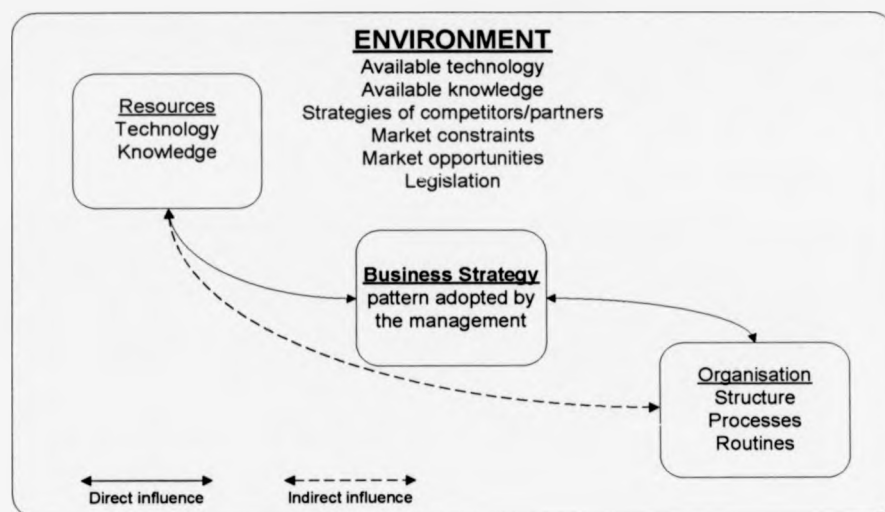 ENVIRONMENT
Available technology
Available knowledge
Strategies of competitors/partners
Market constraints
Market opportunities
Legislation
Resources
Technology
Knowledge
Business Strategy
pattern adopted by
the management
Organisation
Structure
Processes
Routines
Direct influence
Indirect influence